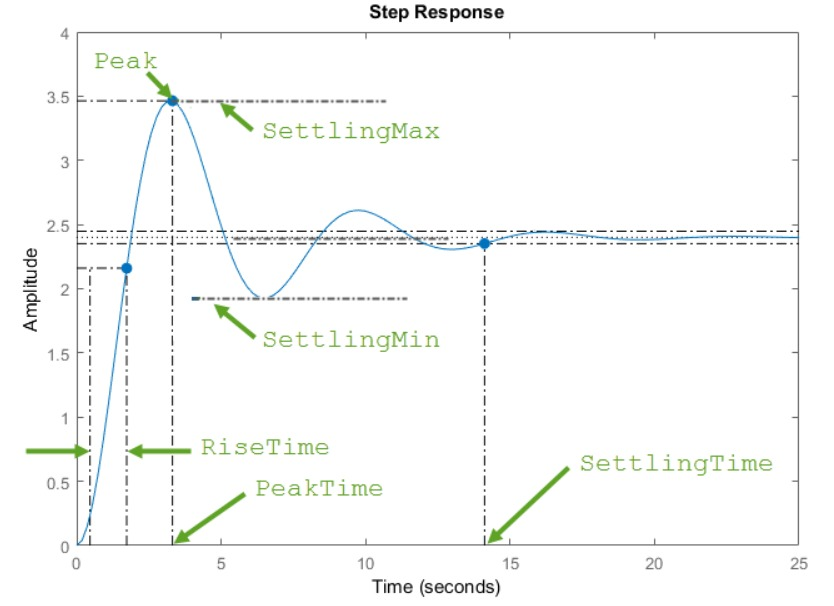 Step Response
4
Peak
3.5
SettlingMax
3
2.5
Amplitude
2
SettlingMin
1.5
1
RiseTime
SettlingTime
PeakTime
0.5
0
0 5 10 15 20 25
Time (seconds)